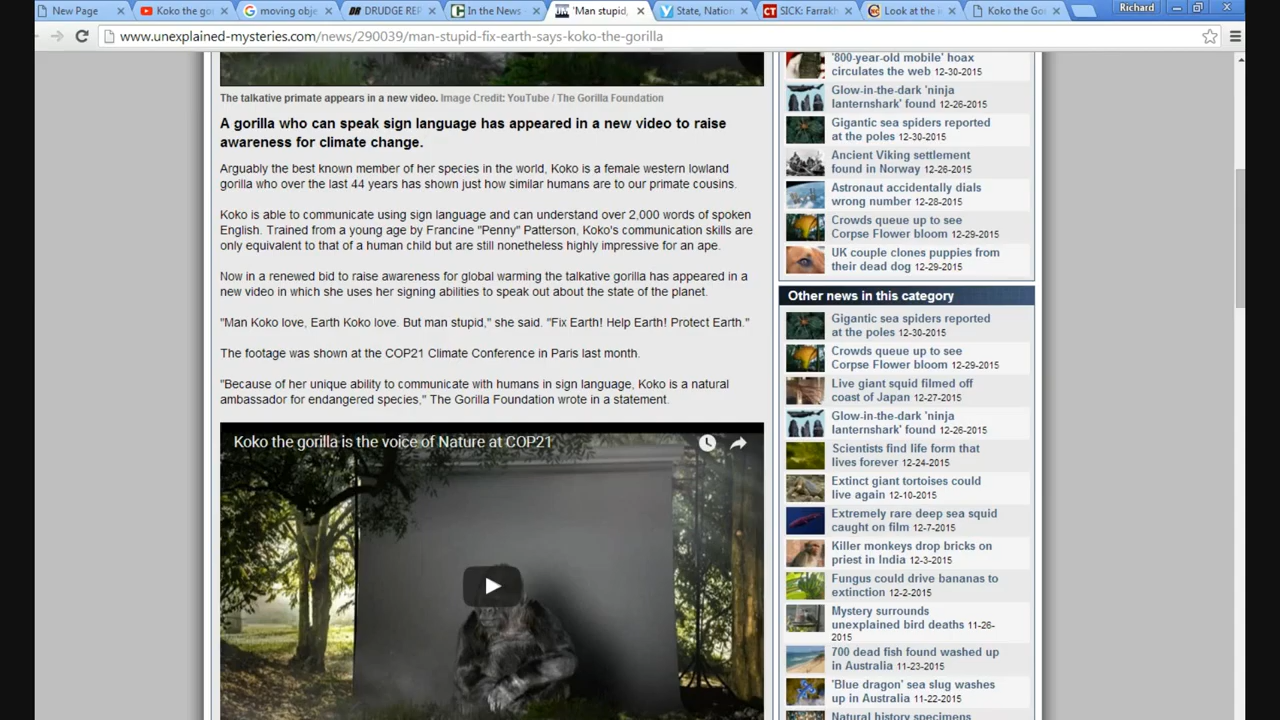 New Page
Koko the go
moving obje
DRUDGE REP
In the News -
'Man stupid,
State, Nation
SICK: Farrakh
Look at the i
Koko the Go
Richard
www.unexplained-mysteries.com/news/290039/man-stupid-fix-earth-says-koko-the-gorilla
The talkative primate appears in a new video. Image Credit: YouTube / The Gorilla Foundation
A gorilla who can speak sign language has appeared in a new video to raise
awareness for climate change.
Arguably the best known member of her species in the world, Koko is a female western lowland
gorilla who over the last 44 years has shown just how similar humans are to our primate cousins.
Koko is able to communicate using sign language and can understand over 2,000 words of spoken
English. Trained from a young age by Francine "Penny" Patterson, Koko's communication skills are
only equivalent to that of a human child but are still nonetheless highly impressive for an ape.
Now in a renewed bid to raise awareness for global warming the talkative gorilla has appeared in a
new video in which she uses her signing abilities to speak out about the state of the planet.
"Man Koko love, Earth Koko love. But man stupid," she said. "Fix Earth! Help Earth! Protect Earth."
The footage was shown at the COP21 Climate Conference in Paris last month.
"Because of her unique ability to communicate with humans in sign language, Koko is a natural
ambassador for endangered species," The Gorilla Foundation wrote in a statement.
Koko the gorilla is the voice of Nature at COP21
'800-year-old mobile' hoax
circulates the web 12-30-2015
Glow-in-the-dark 'ninja
lanternshark' found 12-26-2015
Gigantic sea spiders reported
at the poles 12-30-2015
Ancient Viking settlement
found in Norway 12-26-2015
Astronaut accidentally dials
wrong number 12-28-2015
Crowds queue up to see
Corpse Flower bloom 12-29-2015
UK couple clones puppies from
their dead dog 12-29-2015
Other news in this category
Gigantic sea spiders reported
at the poles 12-30-2015
Crowds queue up to see
Corpse Flower bloom 12-29-2015
Live giant squid filmed off
coast of Japan 12-27-2015
Glow-in-the-dark 'ninja
lanternshark' found 12-26-2015
Scientists find life form that
lives forever 12-24-2015
Extinct giant tortoises could
live again 12-10-2015
Extremely rare deep sea squid
caught on film 12-7-2015
Killer monkeys drop bricks on
priest in India 12-3-2015
Fungus could drive bananas to
extinction 12-2-2015
Mystery surrounds
unexplained bird deaths 11-26-
2015
700 dead fish found washed up
in Australia 11-23-2015
'Blue dragon' sea slug washes
up in Australia 11-22-2015
Natural history specimens